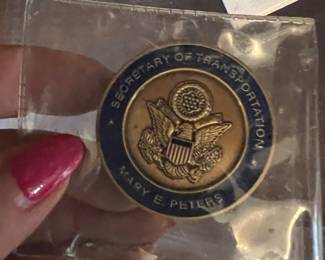 SECRETARY OF TRANSPORTATION
MARY E. PETERS